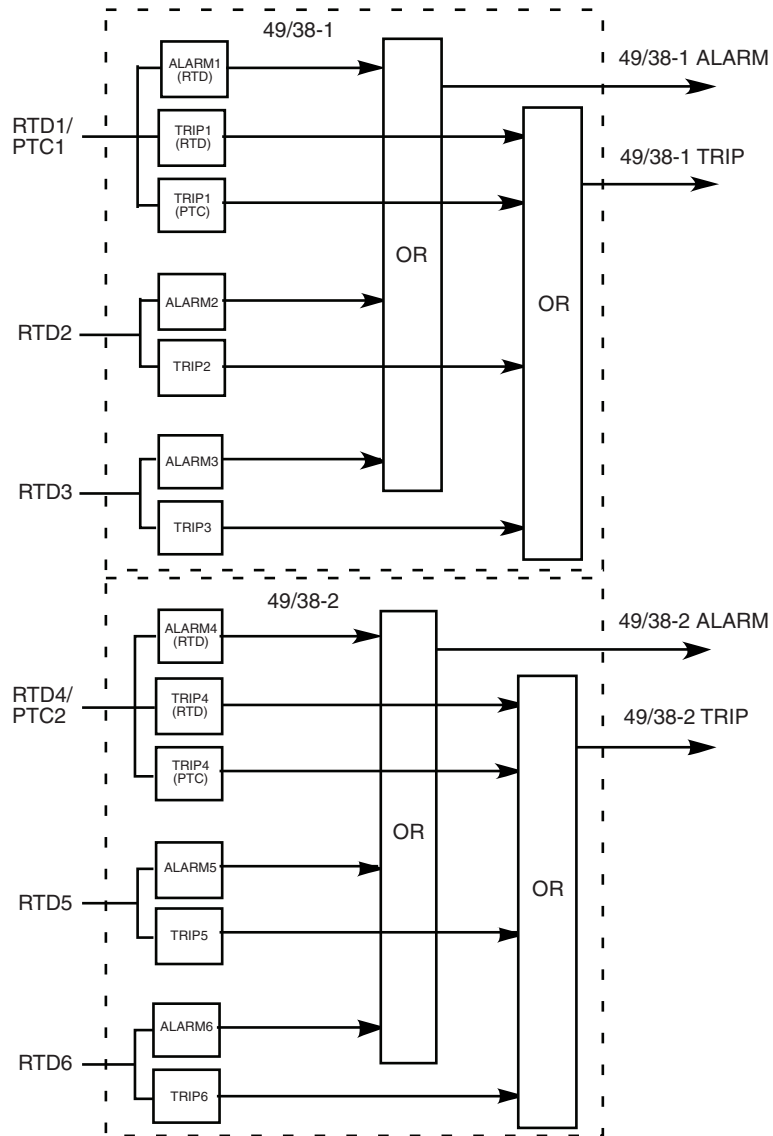 49/38-1
ALARM1
(RTD)
49/38-1 ALARM
RTD1/
PTC1
TRIP1
(RTD)
49/38-1 TRIP
TRIP1
(PTC)
OR
ALARM2
OR
RTD2
TRIP2
ALARM3
RTD3
TRIP3
49/38-2
ALARM4
(RTD)
49/38-2 ALARM
RTD4/
PTC2
TRIP4
(RTD)
49/38-2 TRIP
TRIP4
(PTC)
OR
ALARM5
OR
RTD5
TRIP5
ALARM6
RTD6
TRIP6